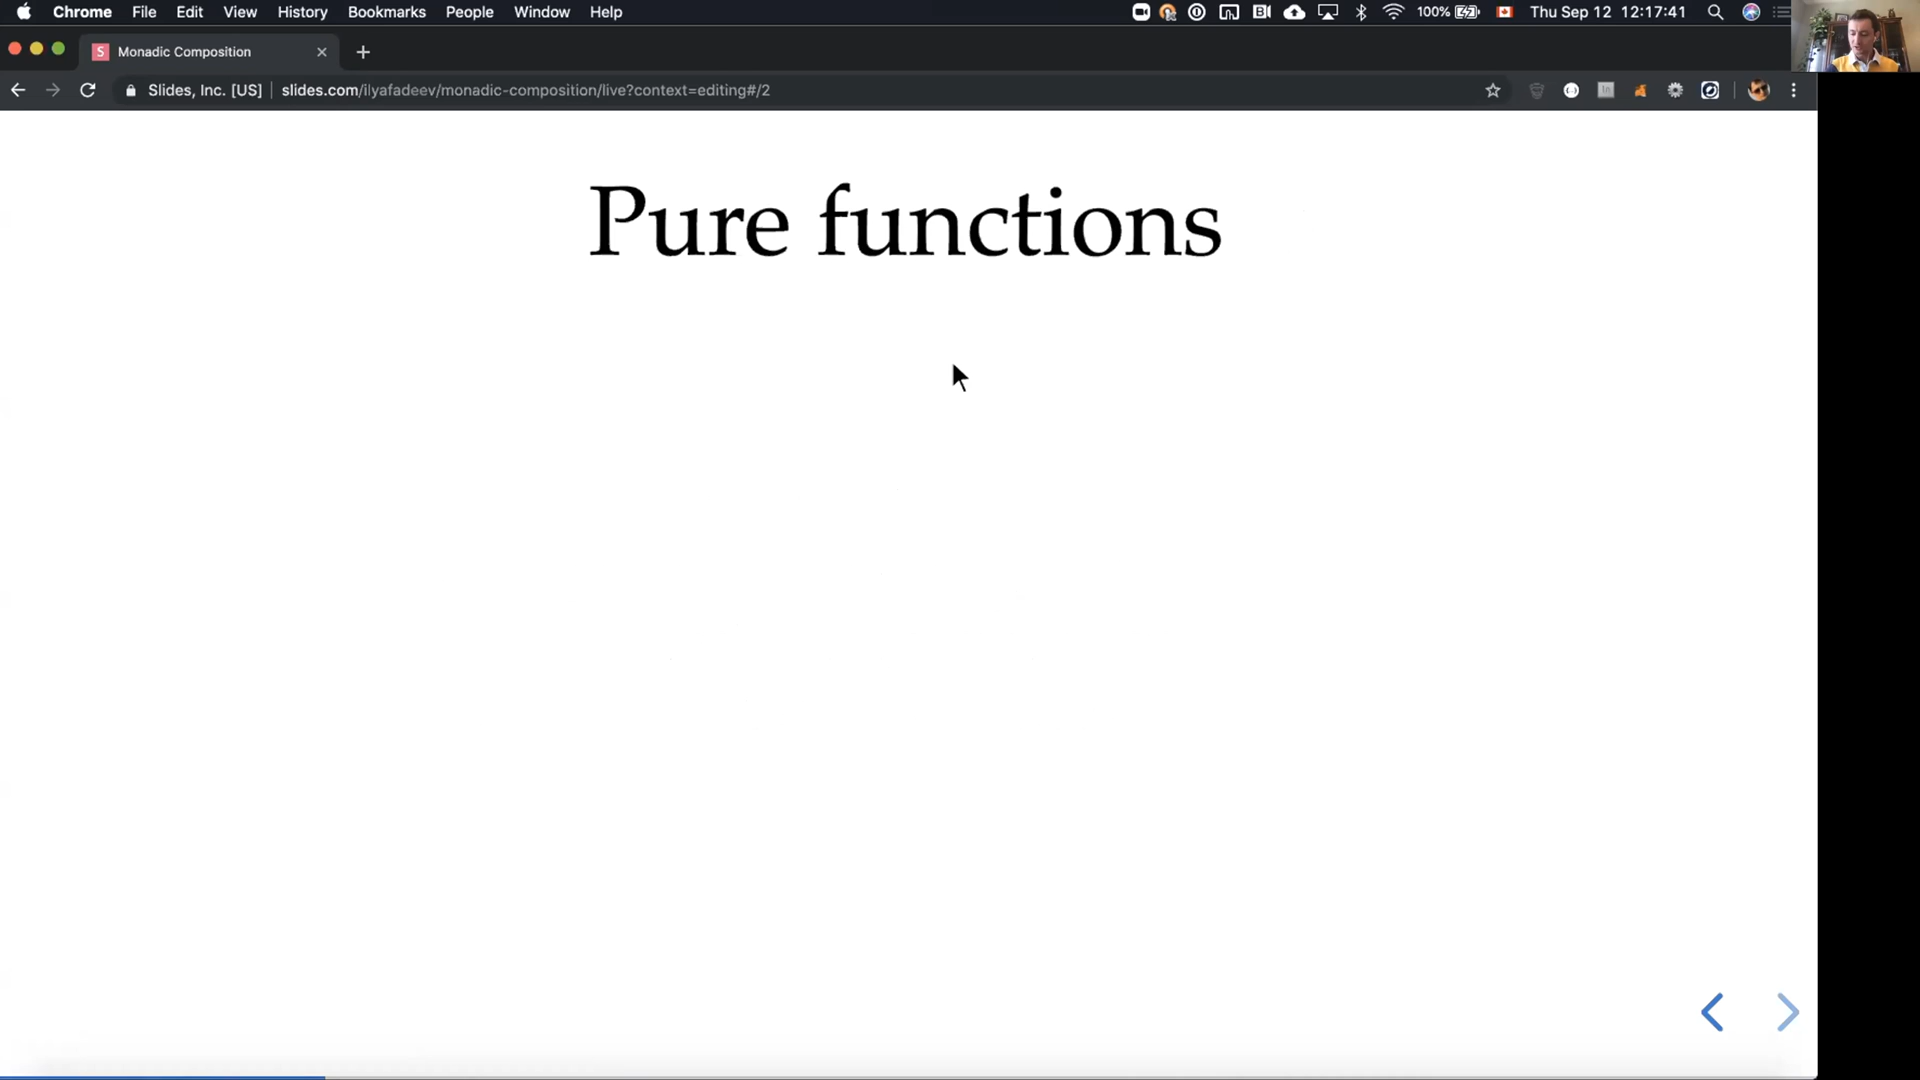 Chrome File Edit View History Bookmarks People Window Help 100% Thu Sep 12 12:17:41
S Monadic Composition
Slides, Inc. [US] slides.com/ilyafadeev/monadic-composition/live?context=editing#/2
Pure functions